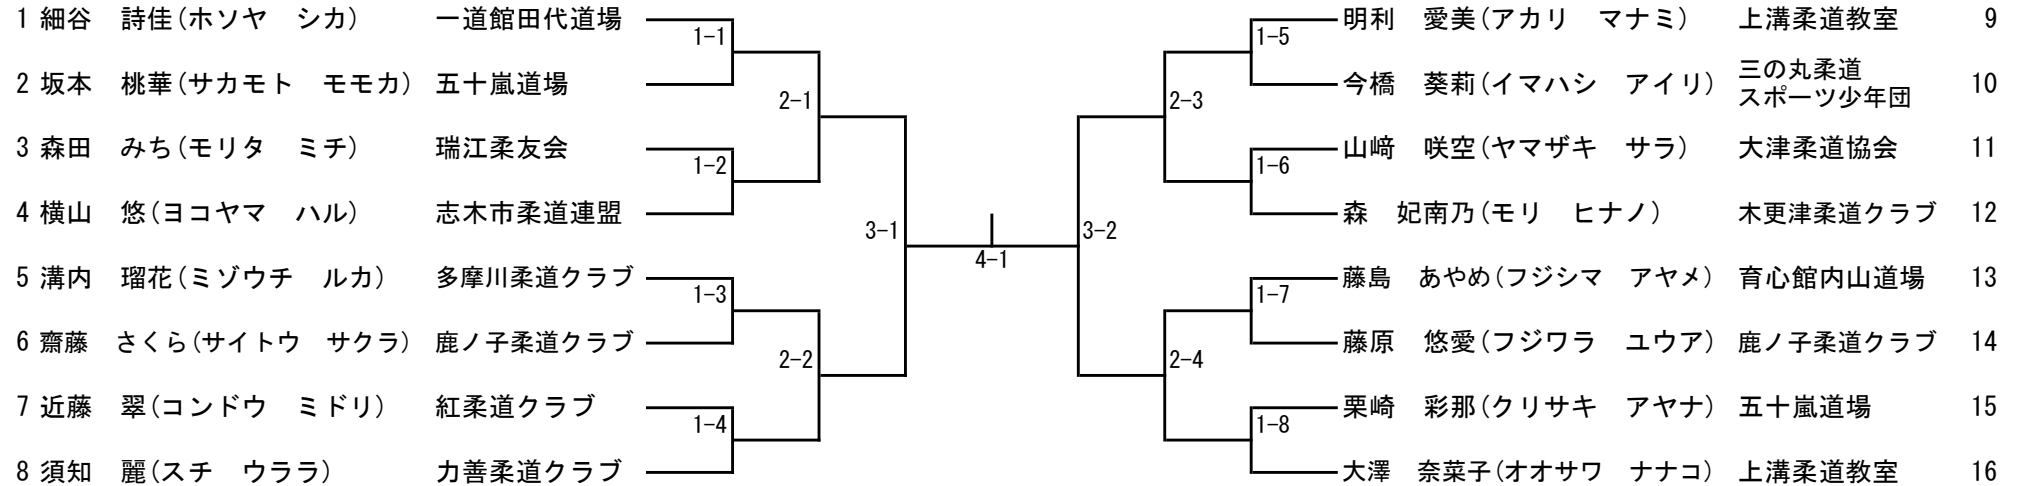 1 細谷　詩佳(ホソヤ　シカ)　一道館田代道場
1-1
2 坂本　桃華(サカモト　モモカ)　五十嵐道場
2-1
3 森田　みち(モリタ　ミチ)　瑞江柔友会
1-2
4 横山　悠(ヨコヤマ　ハル)　志木市柔道連盟
3-1
5 溝内　瑠花(ミゾウチ　ルカ)　多摩川柔道クラブ
1-3
6 齋藤　さくら(サイトウ　サクラ)　鹿ノ子柔道クラブ
2-2
7 近藤　翠(コンドウ　ミドリ)　紅柔道クラブ
1-4
8 須知　麗(スチ　ウララ)　力善柔道クラブ
4-1
明利　愛美(アカリ　マナミ)　上溝柔道教室　9
1-5
今橋　葵莉(イマハシ　アイリ)　三の丸柔道
スポーツ少年団　10
2-3
山﨑　咲空(ヤマザキ　サラ)　大津柔道協会　11
1-6
森　妃南乃(モリ　ヒナノ)　木更津柔道クラブ　12
3-2
藤島　あやめ(フジシマ　アヤメ)　育心館内山道場　13
1-7
藤原　悠愛(フジワラ　ユウア)　鹿ノ子柔道クラブ　14
2-4
栗崎　彩那(クリサキ　アヤナ)　五十嵐道場　15
1-8
大澤　奈菜子(オオサワ　ナナコ)　上溝柔道教室　16